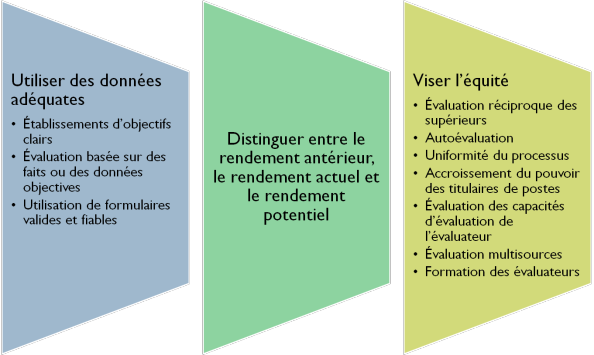 Utiliser des données
adéquates
• Établissements d'objectifs
clairs
• Évaluation basée sur des
faits ou des données
objectives
• Utilisation de formulaires
valides et fiables
Distinguer entre le
rendement antérieur,
le rendement actuel et
le rendement
potentiel
Viser l'équité
• Évaluation réciproque des
supérieurs
• Autoévaluation
• Uniformité du processus
• Accroissement du pouvoir
des titulaires de postes
• Évaluation des capacités
d'évaluation de
l'évaluateur
• Évaluation multisources
• Formation des évaluateurs